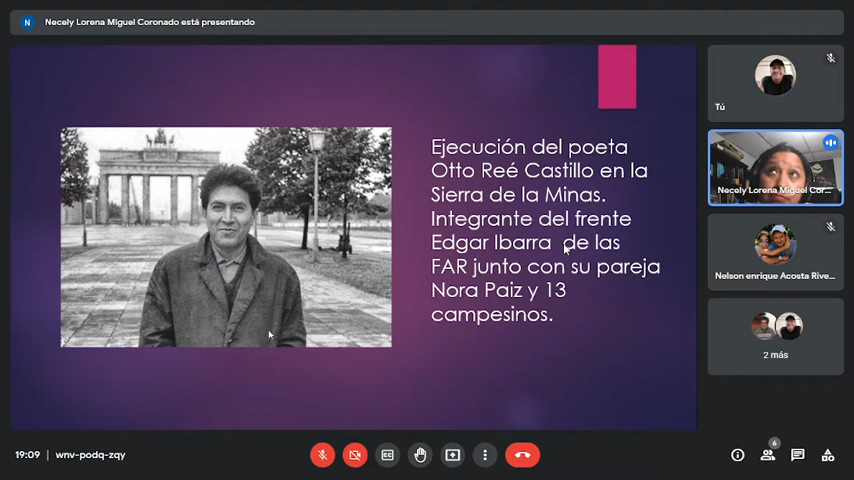 N
Necely Lorena Miguel Coronado está presentando
Ejecución del poeta
Otto Reé Castillo en la
Sierra de la Minas.
Integrante del frente
Edgar Ibarra de las
FAR junto con su pareja
Nora Paiz y 13
campesinos.
Tú
Necely Lorena Miguel Cor...
Nelson enrique Acosta Rive...
2 más
19:09 | wnv-podq-zqy
CC
6